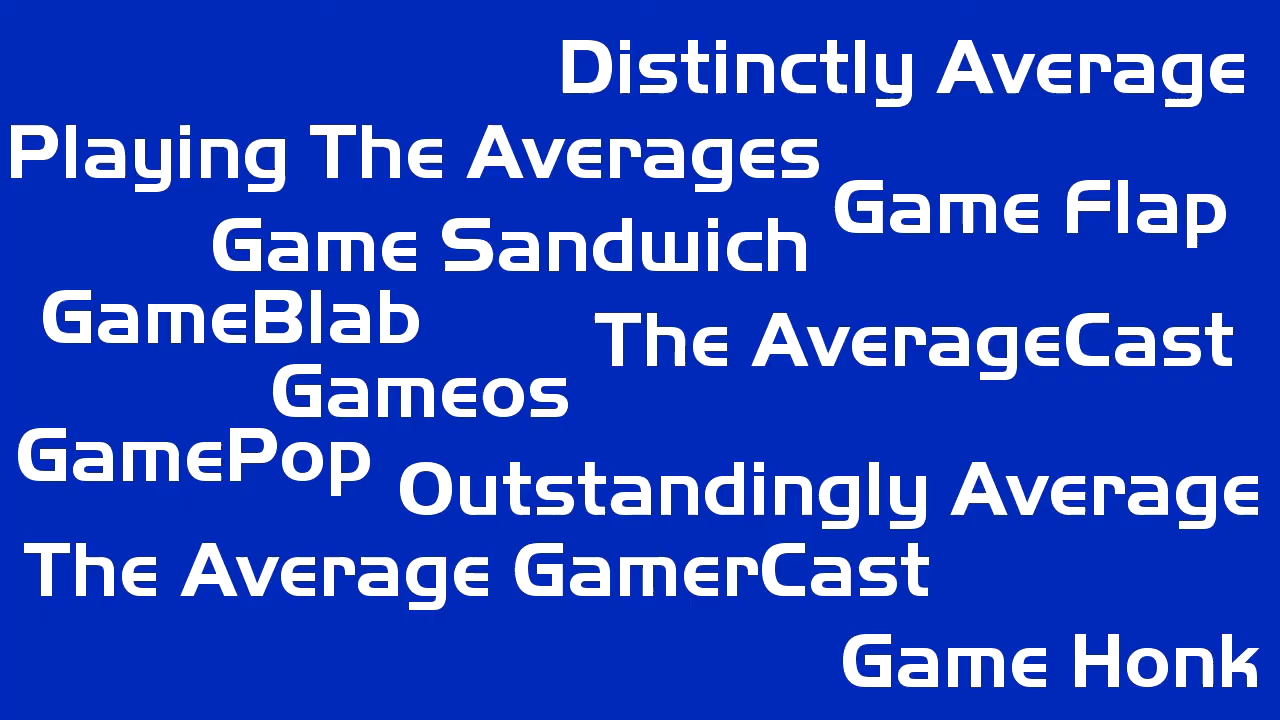 Distinctly Average
Playing The Averages
Game Flap
Game Sandwich
GameBlab
The AverageCast
Gameos
GamePop
Outstandingly Average
The Average GamerCast
Game Honk